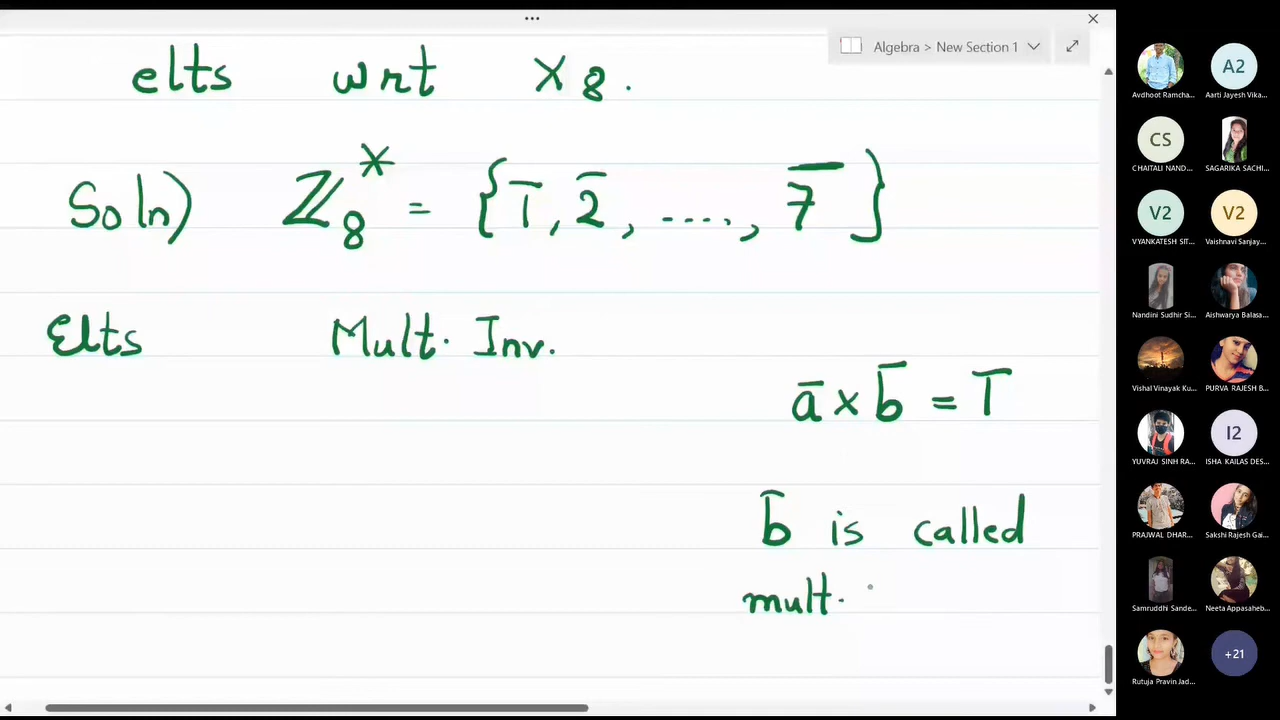 Algebra > New Section 1
elts wrt ×8.
Soln) ℤ8* = {1̅, 2̅, ...., 7̅}
Elts Mult. Inv.
a̅ × b̅ = 1̅
b̅ is called
mult.
Avdhoot Ramcha...
A2
Aarti Jayesh Vika...
CS
CHAITALI NAND...
SAGARIKA SACHI...
V2
VYANKATESH SIT...
V2
Vaishnavi Sanjay...
Nandini Sudhir Si...
Aishwarya Balasa...
Vishal Vinayak Ku...
PURVA RAJESH B...
YUVRAJ SINH RA...
I2
ISHA KAILAS DES...
PRAJWAL DHAR...
Sakshi Rajesh Gai...
Samruddhi Sande...
Neeta Appasaheb...
Rutuja Pravin Jad...
+21